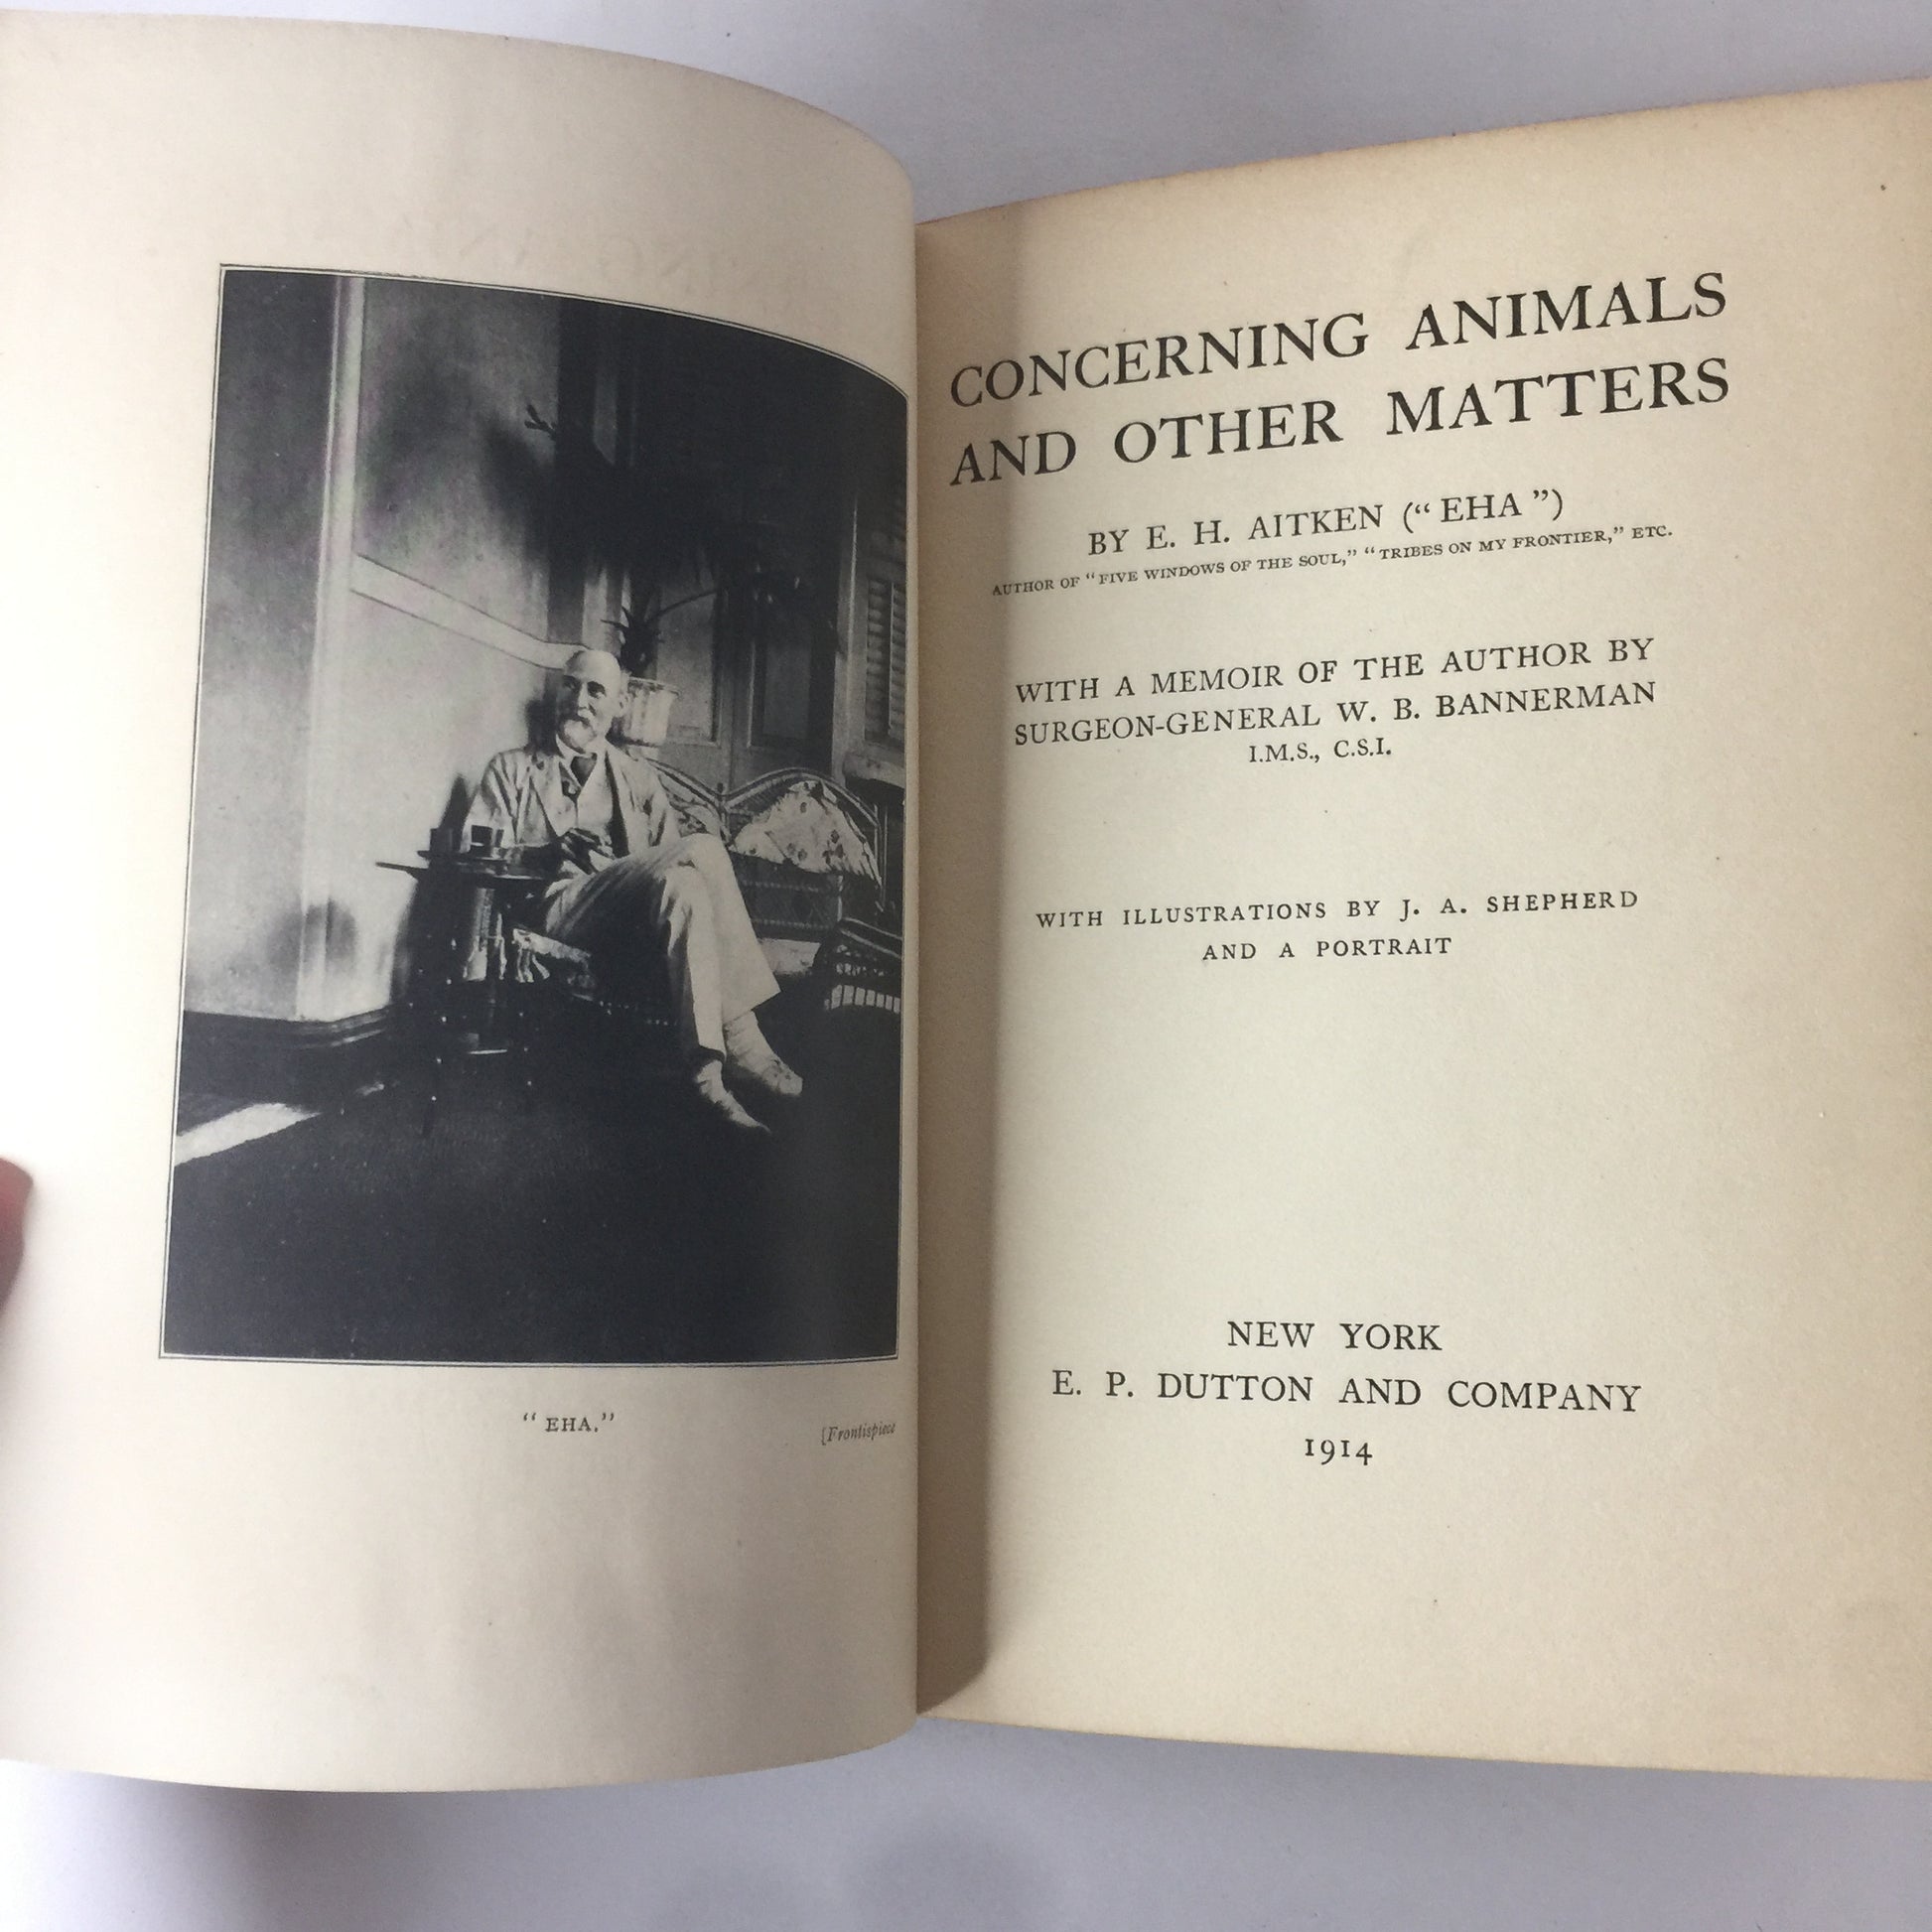 "EHA."
[Frontispiece
CONCERNING ANIMALS
AND OTHER MATTERS
BY E. H. AITKEN ("EHA")
AUTHOR OF "FIVE WINDOWS OF THE SOUL," "TRIBES ON MY FRONTIER," ETC.
WITH A MEMOIR OF THE AUTHOR BY
SURGEON-GENERAL W. B. BANNERMAN
I.M.S., C.S.I.
WITH ILLUSTRATIONS BY J. A. SHEPHERD
AND A PORTRAIT
NEW YORK
E. P. DUTTON AND COMPANY
1914